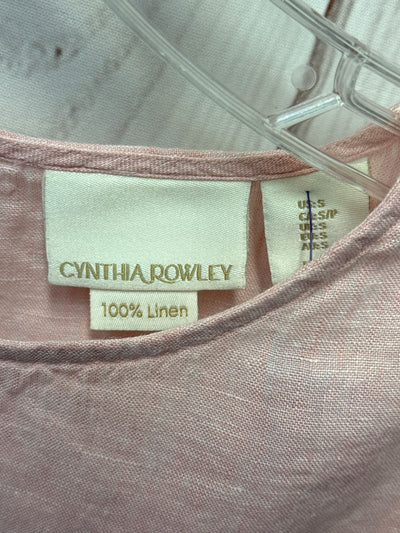 CYNTHIA ROWLEY
100% Linen
US: S
CA: S/P
UK: S
EU: S
AU: S